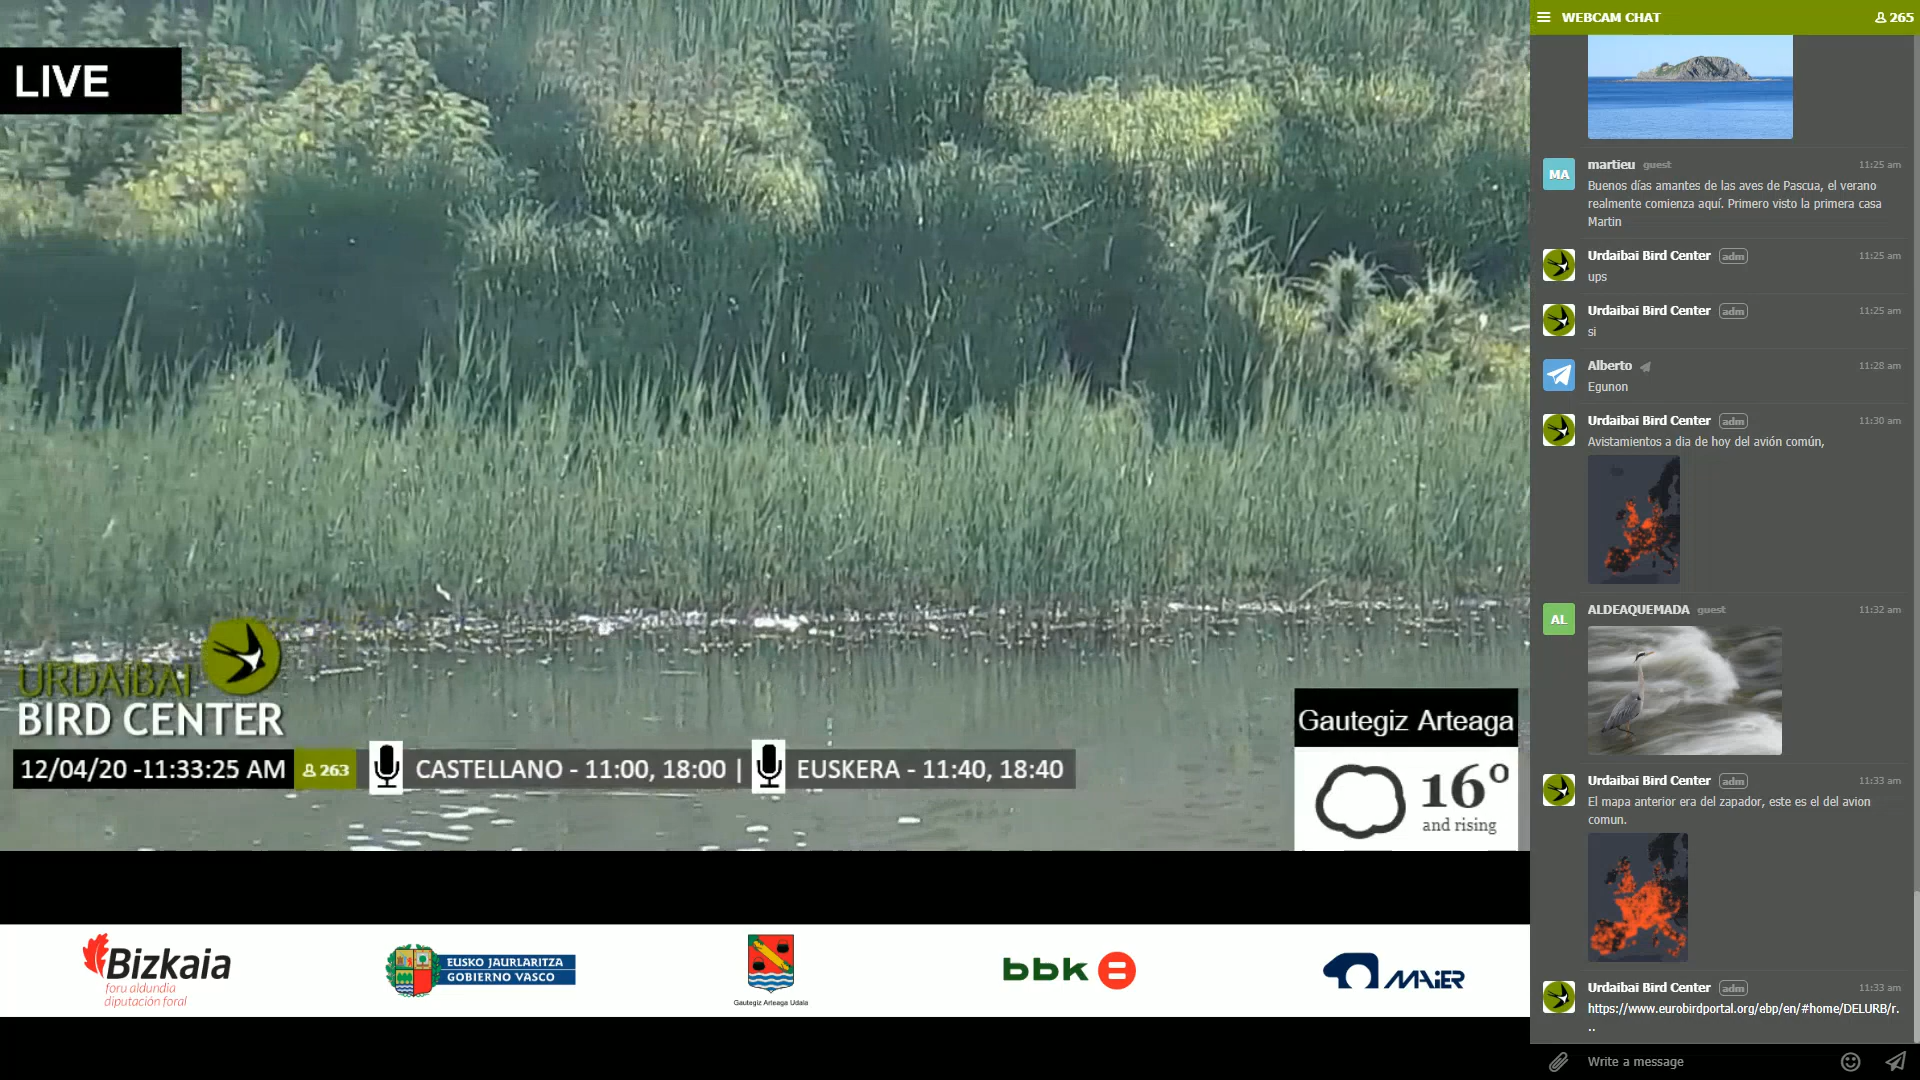 LIVE
URDAIBAI
BIRD CENTER
12/04/20 -11:33:25 AM
263
CASTELLANO - 11:00, 18:00 |
EUSKERA - 11:40, 18:40
Gautegiz Arteaga
16º
and rising
Bizkaia
foru aldundia
diputación foral
EUSKO JAURLARITZA
GOBIERNO VASCO
Gautegiz Arteaga Udala
bbk
MAIER
WEBCAM CHAT
265
MA
martieu guest
11:25 am
Buenos días amantes de las aves de Pascua, el verano
realmente comienza aquí. Primero visto la primera casa
Martin
Urdaibai Bird Center adm
11:25 am
ups
Urdaibai Bird Center adm
11:25 am
si
Alberto
11:28 am
Egunon
Urdaibai Bird Center adm
11:30 am
Avistamientos a dia de hoy del avión común,
AL
ALDEAQUEMADA guest
11:32 am
Urdaibai Bird Center adm
11:33 am
El mapa anterior era del zapador, este es el del avion
comun.
Urdaibai Bird Center adm
11:33 am
https://www.eurobirdportal.org/ebp/en/#home/DELURB/r.
..
Write a message